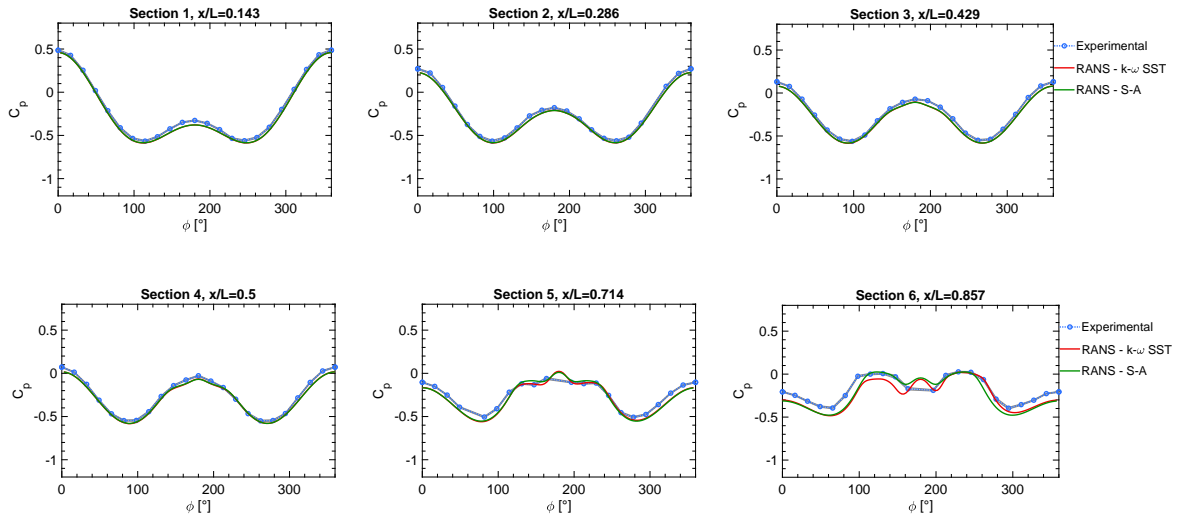 Section 1, x/L=0.143
Section 2, x/L=0.286
Section 3, x/L=0.429
0.5
0
-0.5
-1
C_p
0
100
200
300
ϕ [°]
0.5
0
-0.5
-1
C_p
0
100
200
300
ϕ [°]
0.5
0
-0.5
-1
C_p
0
100
200
300
ϕ [°]
Experimental
RANS - k-ω SST
RANS - S-A
Section 4, x/L=0.5
Section 5, x/L=0.714
Section 6, x/L=0.857
0.5
0
-0.5
-1
C_p
0
100
200
300
ϕ [°]
0.5
0
-0.5
-1
C_p
0
100
200
300
ϕ [°]
0.5
0
-0.5
-1
C_p
0
100
200
300
ϕ [°]
Experimental
RANS - k-ω SST
RANS - S-A